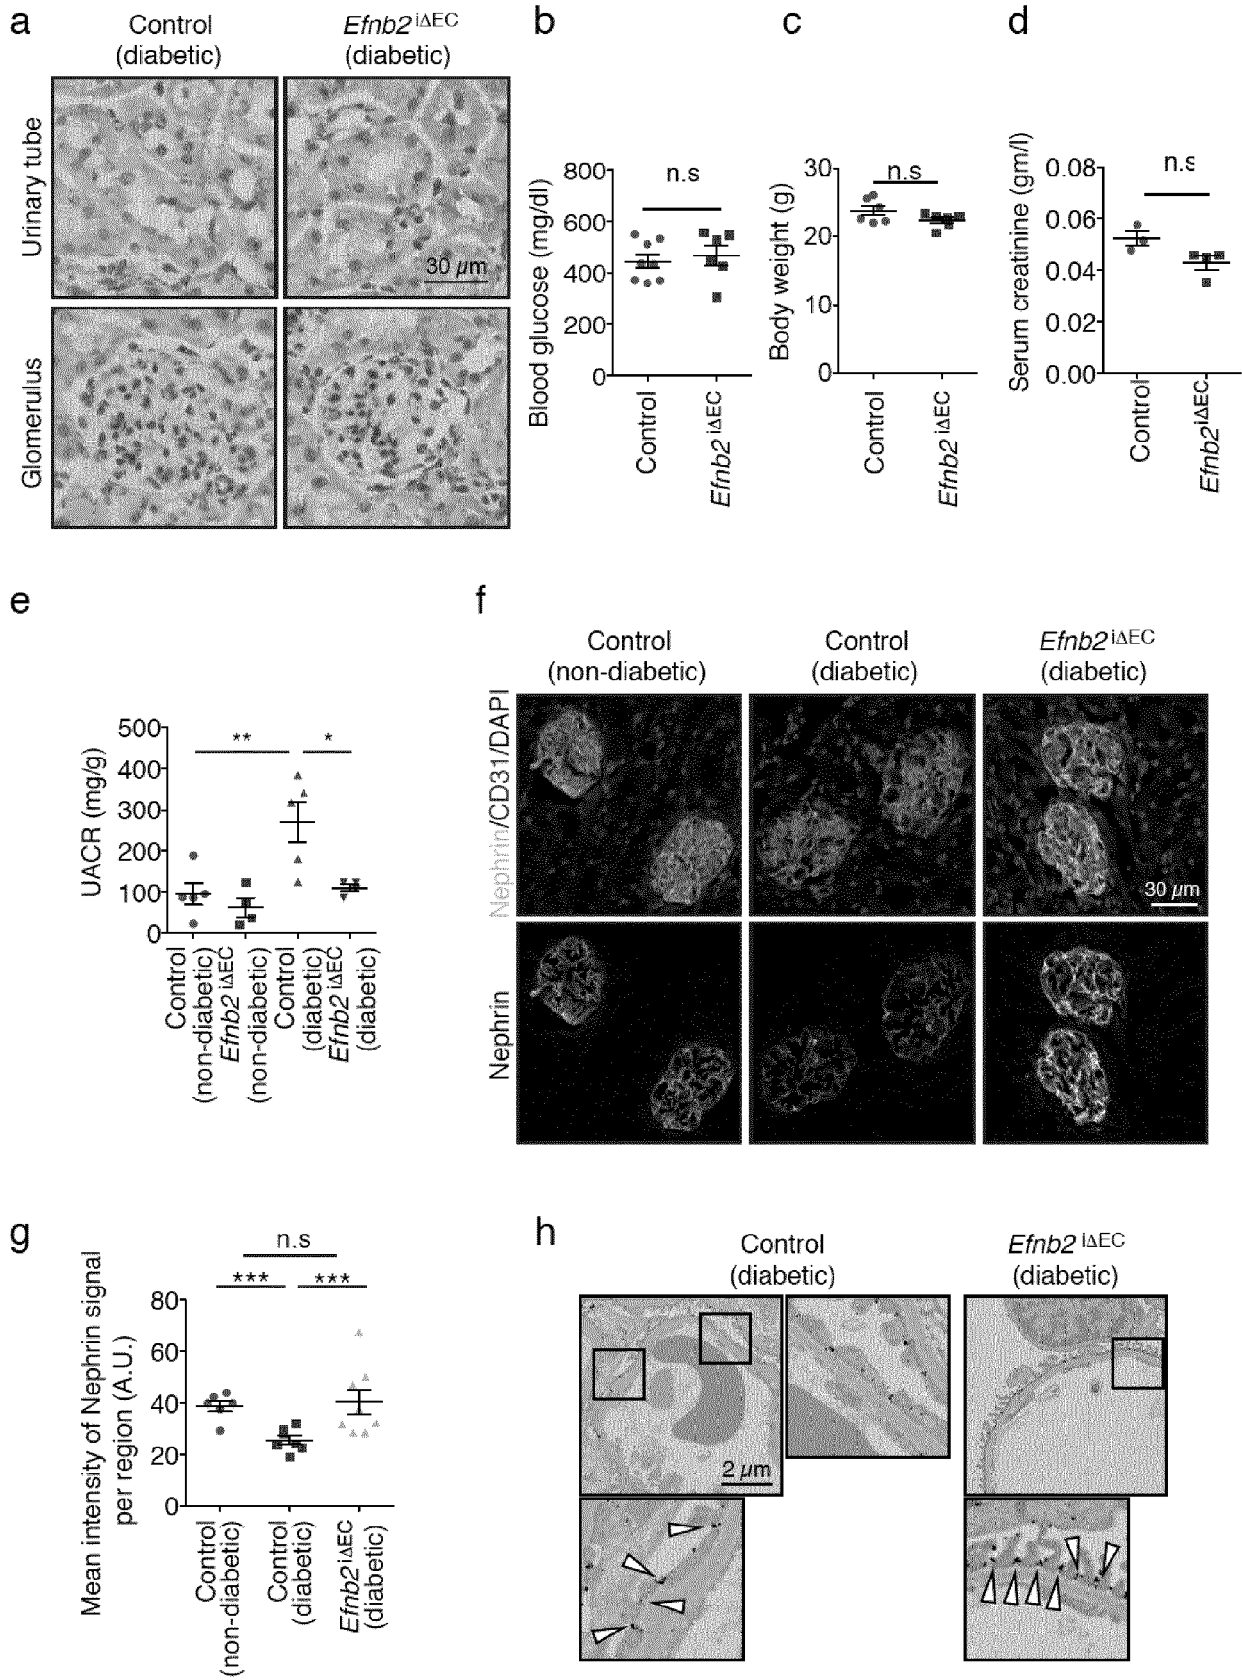 a
Control
(diabetic)
Efnb2 iΔEC
(diabetic)
Urinary tube
Glomerulus
30 μm
b
Blood glucose (mg/dl)
800
600
400
200
0
n.s
Control
Efnb2 iΔEC
c
Body weight (g)
30
20
10
0
n.s
Control
Efnb2 iΔEC
d
Serum creatinine (gm/l)
0.08
0.06
0.04
0.02
0.00
n.s
Control
Efnb2 iΔEC
e
UACR (mg/g)
500
400
300
200
100
0
**
*
Control
(non-diabetic)
Efnb2 iΔEC
(non-diabetic)
Control
(diabetic)
Efnb2 iΔEC
(diabetic)
f
Control
(non-diabetic)
Control
(diabetic)
Efnb2 iΔEC
(diabetic)
Nephrin/CD31/DAPI
Nephrin
30 μm
g
Mean intensity of Nephrin signal
per region (A.U.)
80
60
40
20
0
n.s
***
***
Control
(non-diabetic)
Control
(diabetic)
Efnb2 iΔEC
(diabetic)
h
Control
(diabetic)
Efnb2 iΔEC
(diabetic)
2 μm